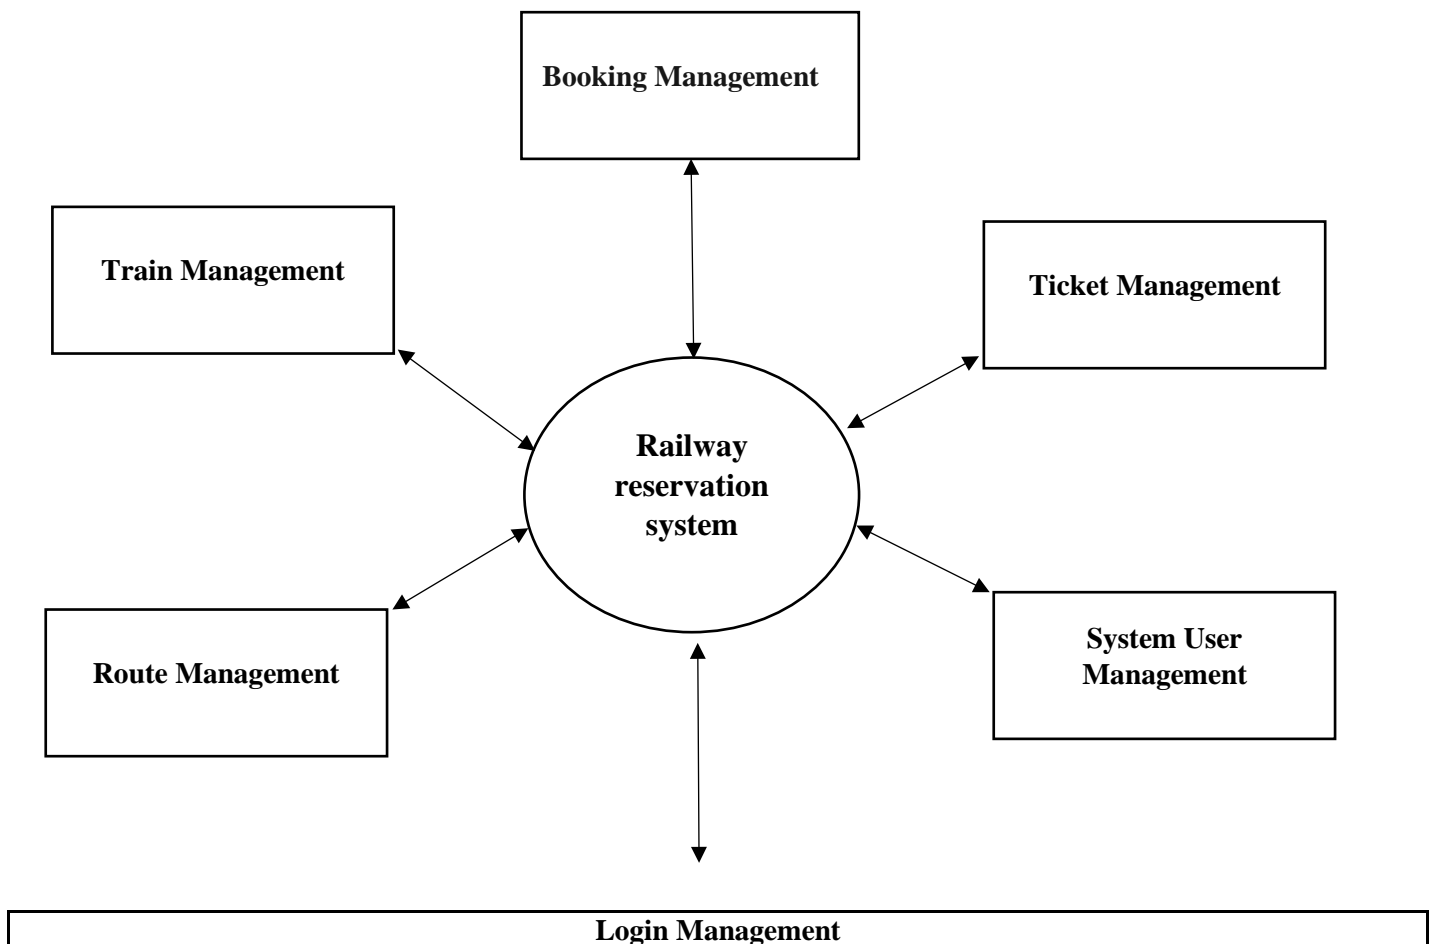 Booking Management
Train Management
Ticket Management
Railway
reservation
system
Route Management
System User
Management
Login Management